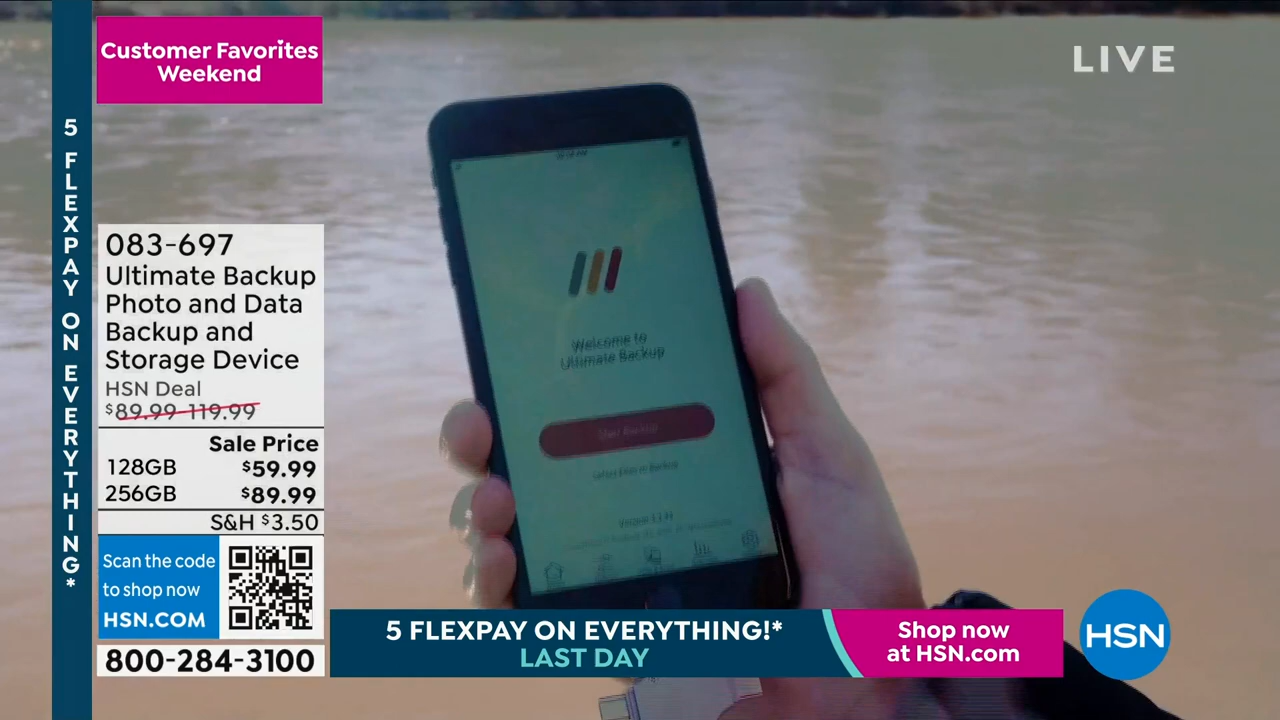 5 FLEXPAY ON EVERYTHING*
Customer Favorites
Weekend
LIVE
083-697
Ultimate Backup
Photo and Data
Backup and
Storage Device
HSN Deal
$89.99-119.99
Sale Price
128GB $59.99
256GB $89.99
S&H $3.50
Scan the code
to shop now
HSN.COM
800-284-3100
Welcome to
Ultimate Backup
Start Backup
5 FLEXPAY ON EVERYTHING!*
LAST DAY
Shop now
at HSN.com
HSN